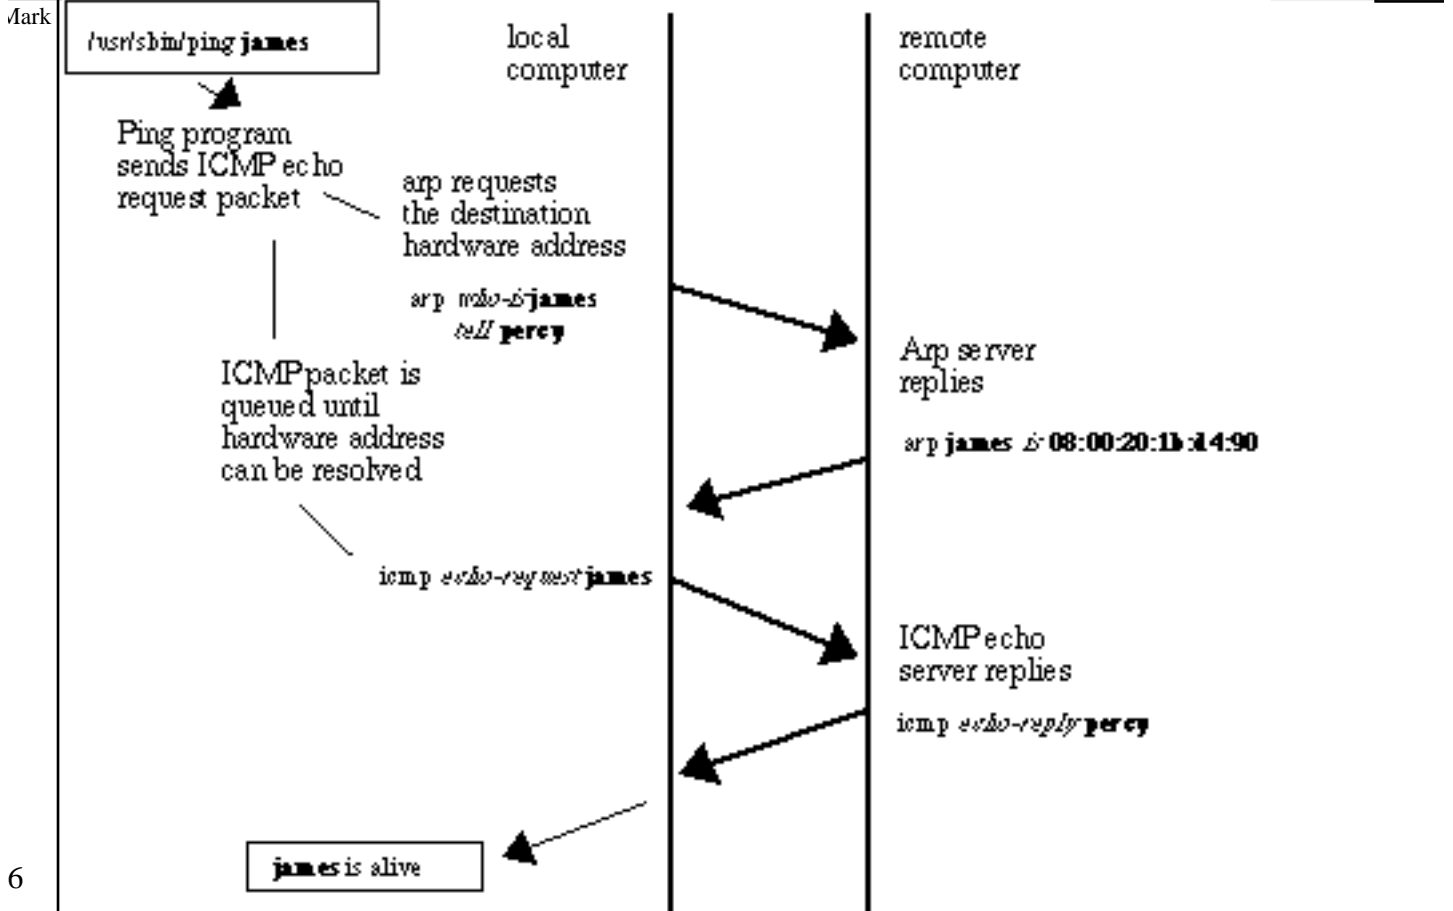 Mark
/usr/sbin/ping james
local
computer
remote
computer
Ping program
sends ICMP echo
request packet
arp requests
the destination
hardware address
arp who-is james
tell percy
Arp server
replies
ICMP packet is
queued until
hardware address
can be resolved
arp james is 08:00:20:1b:d4:90
icmp echo-request james
ICMP echo
server replies
icmp echo-reply percy
james is alive
6